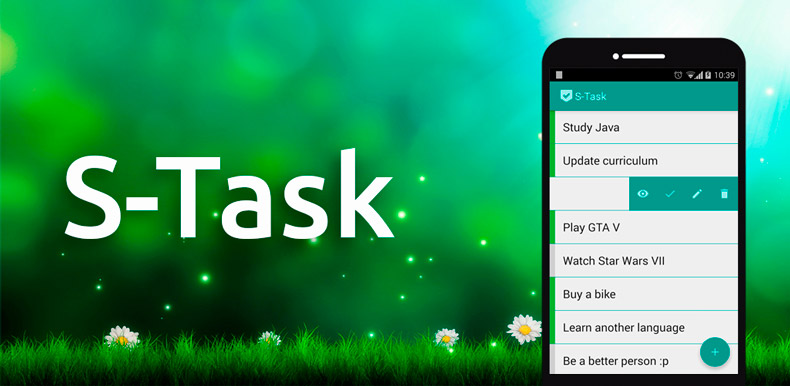 S-Task
10:39
S-Task
Study Java
Update curriculum
Play GTA V
Watch Star Wars VII
Buy a bike
Learn another language
Be a better person :p